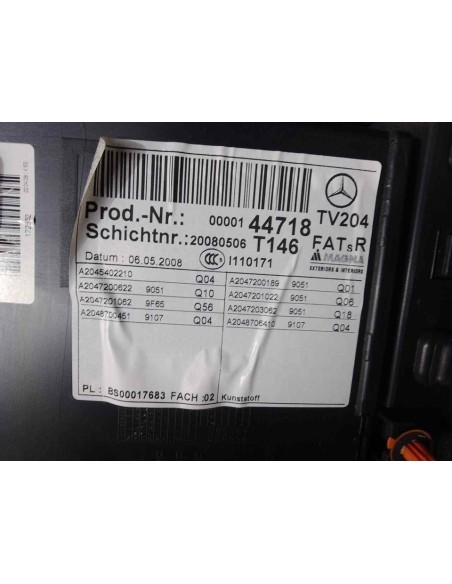 Prod.-Nr.: 00001 44718 TV204
Schichtnr.: 20080506 T146 FATsR
Datum : 06.05.2008 CCC I110171 MAGNA
EXTERIORS & INTERIORS
A2045402210 Q04 A2047200189 9051 Q01
A2047200622 9051 Q10 A2047201022 9051 Q06
A2047201062 9F65 Q56 A2047203062 9051 Q18
A2048700451 9107 Q04 A2048706410 9107 Q04
PL : BS00017683 FACH :02 Kunststoff